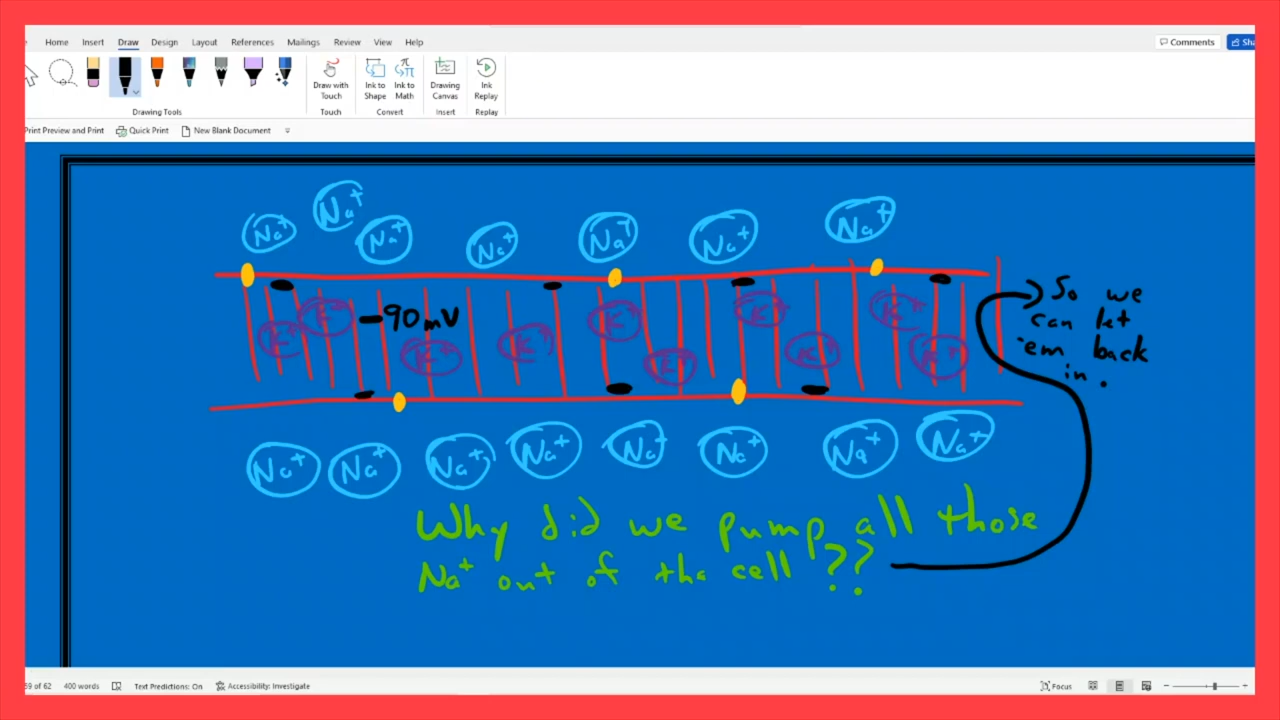 Home Insert Draw Design Layout References Mailings Review View Help
Comments
Sha
Draw with Touch
Ink to Shape
Ink to Math
Drawing Canvas
Ink Replay
Drawing Tools
Touch
Convert
Insert
Replay
Print Preview and Print
Quick Print
New Blank Document
Na+ Na+ Na+ Na+ Na+ Na+ Na+
K+ K+ -90mV K+ K+ K+ K+ K+ K+ K+ K+
So we
can let
'em back
in.
Na+ Na+ Na+ Na+ Na+ Na+ Na+ Na+
Why did we pump all those
Na+ out of the cell ??
59 of 62 400 words Text Predictions: On Accessibility: Investigate
Focus